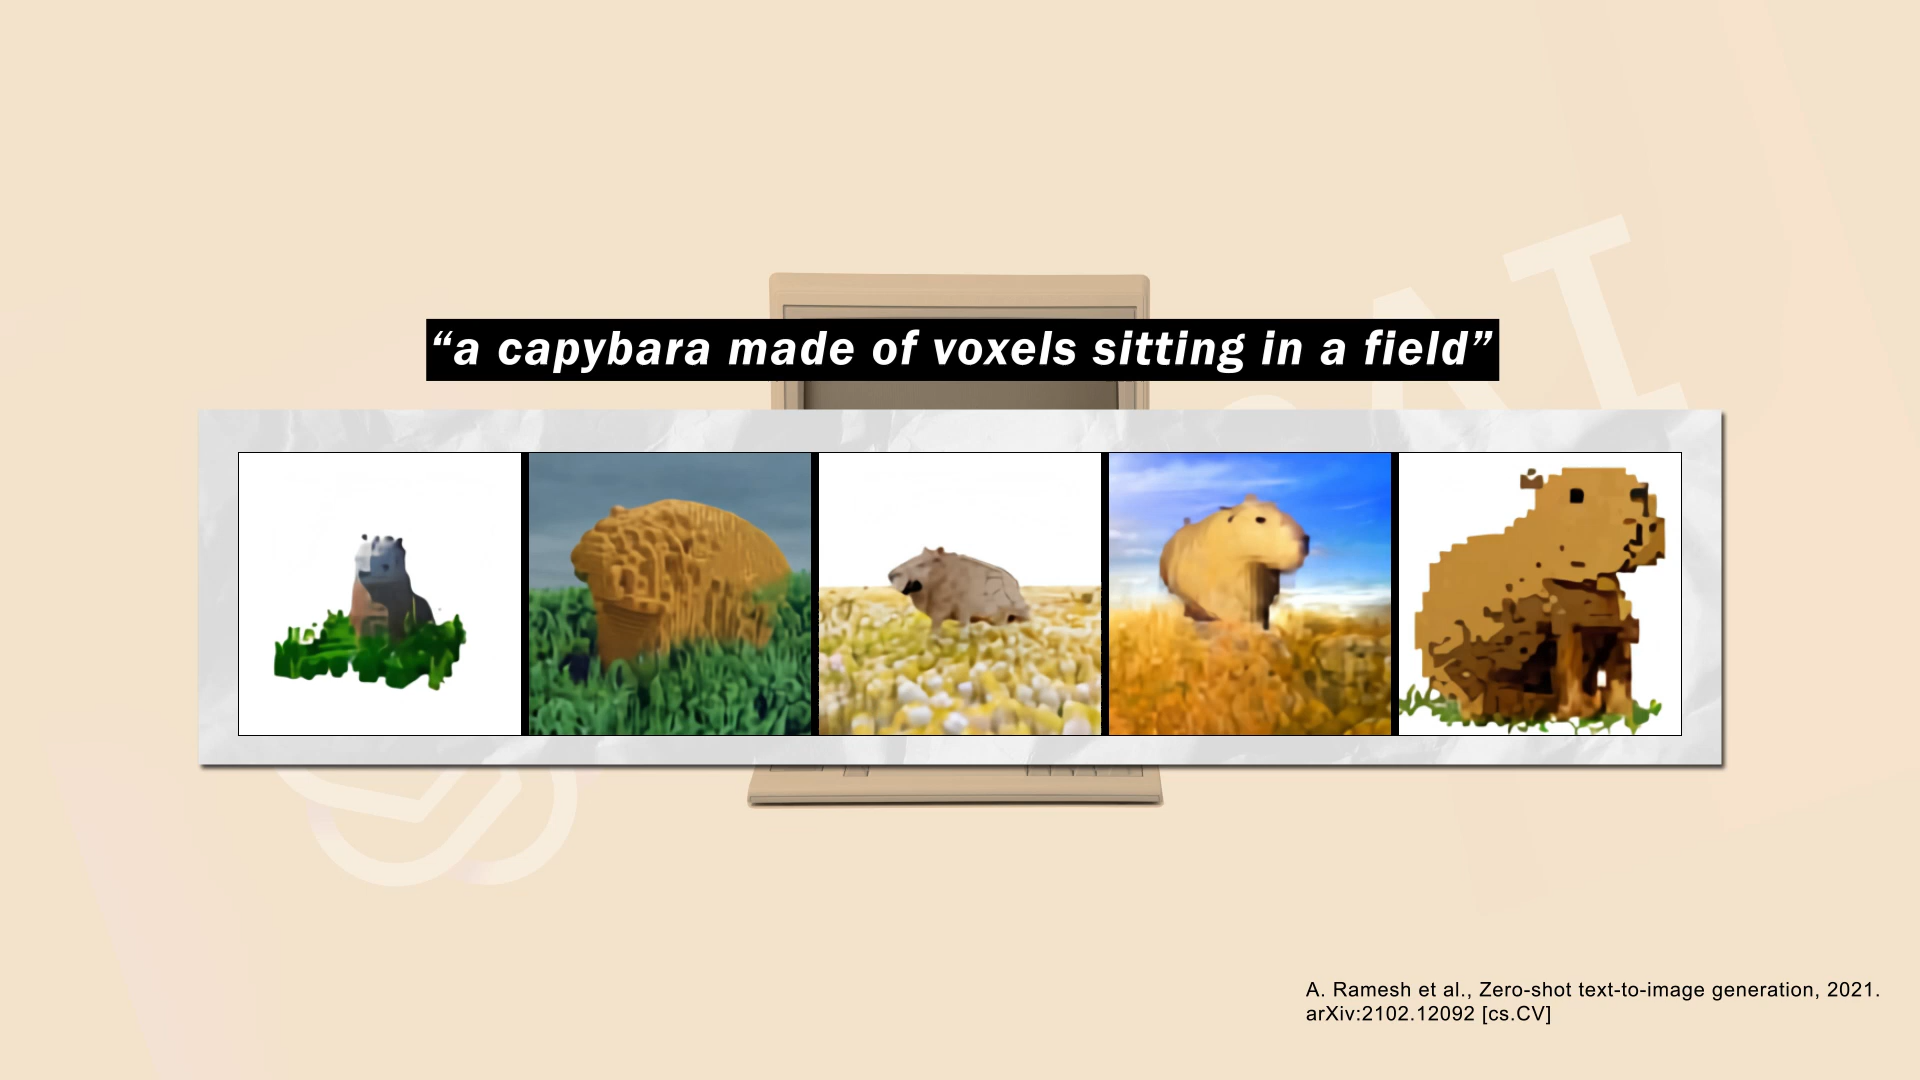 “a capybara made of voxels sitting in a field”
AI
A. Ramesh et al., Zero-shot text-to-image generation, 2021.
arXiv:2102.12092 [cs.CV]